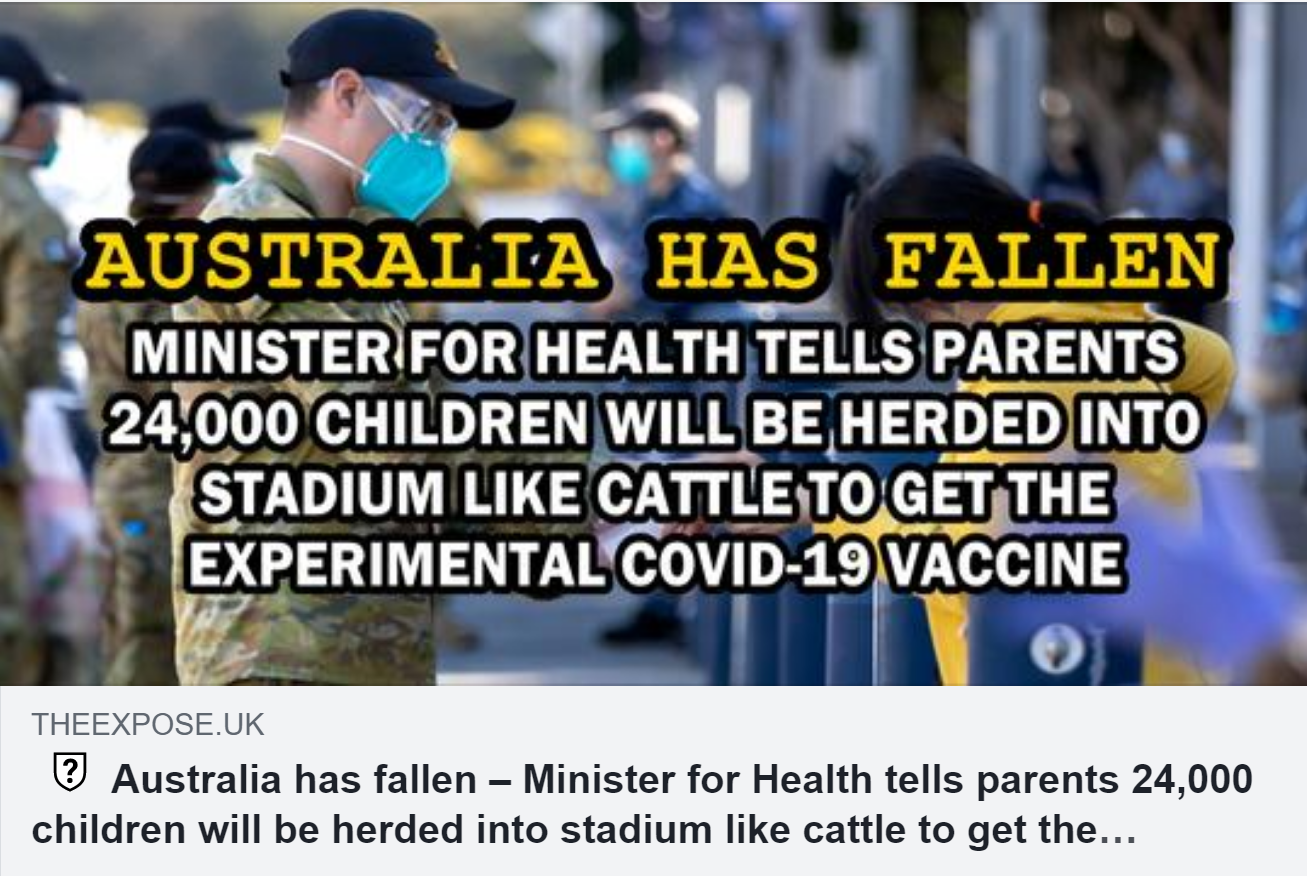 AUSTRALIA HAS FALLEN
MINISTER FOR HEALTH TELLS PARENTS
24,000 CHILDREN WILL BE HERDED INTO
STADIUM LIKE CATTLE TO GET THE
EXPERIMENTAL COVID-19 VACCINE
THEEXPOSE.UK
? Australia has fallen – Minister for Health tells parents 24,000
children will be herded into stadium like cattle to get the…